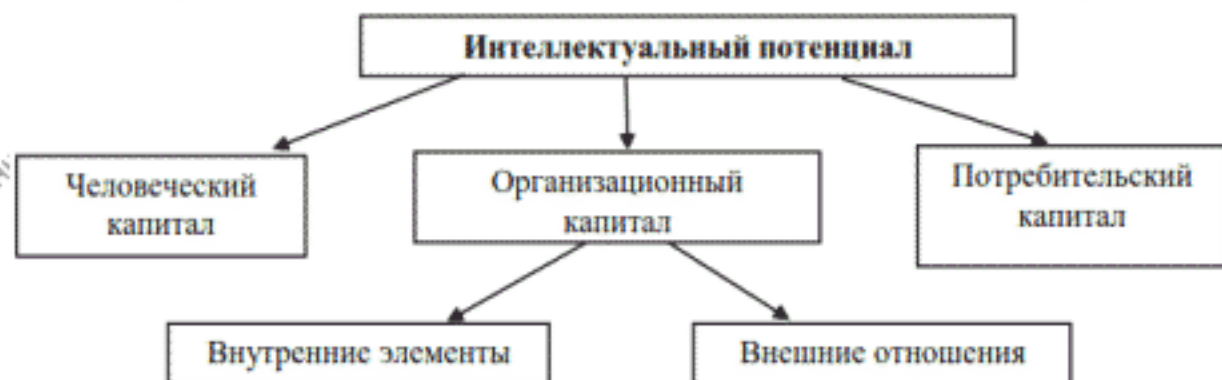 Интеллектуальный потенциал
Человеческий
капитал
Организационный
капитал
Потребительский
капитал
Внутренние элементы
Внешние отношения